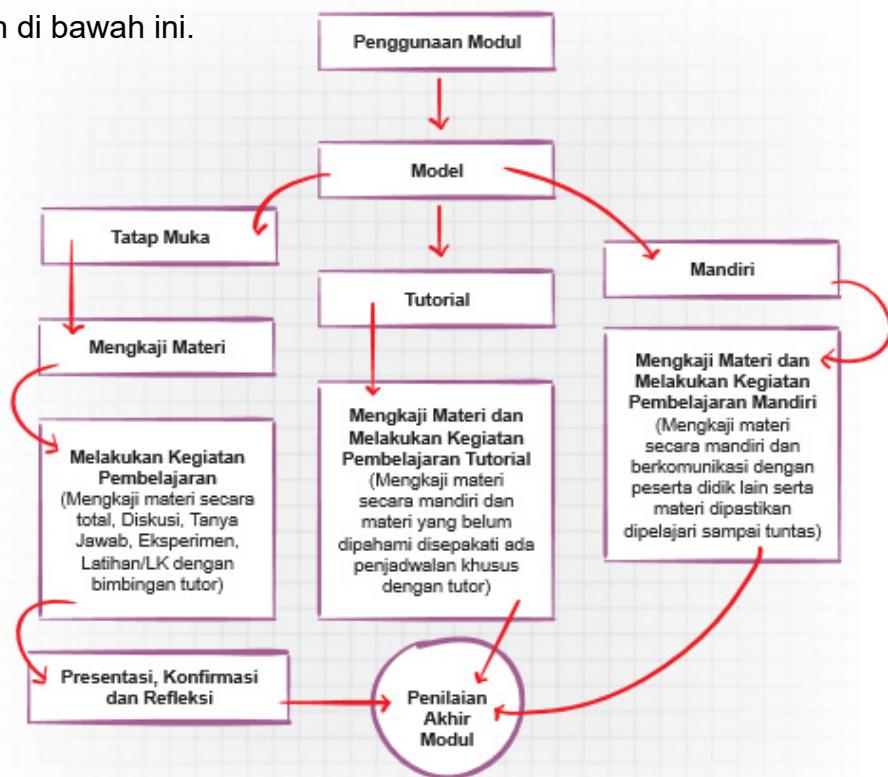 n di bawah ini.
Penggunaan Modul
Model
Tatap Muka
Tutorial
Mandiri
Mengkaji Materi
Melakukan Kegiatan
Pembelajaran
(Mengkaji materi secara
total, Diskusi, Tanya
Jawab, Eksperimen,
Latihan/LK dengan
bimbingan tutor)
Presentasi, Konfirmasi
dan Refleksi
Mengkaji Materi dan
Melakukan Kegiatan
Pembelajaran Tutorial
(Mengkaji materi
secara mandiri dan
materi yang belum
dipahami disepakati ada
penjadwalan khusus
dengan tutor)
Mengkaji Materi dan
Melakukan Kegiatan
Pembelajaran Mandiri
(Mengkaji materi
secara mandiri dan
berkomunikasi dengan
peserta didik lain serta
materi dipastikan
dipelajari sampai tuntas)
Penilaian
Akhir
Modul